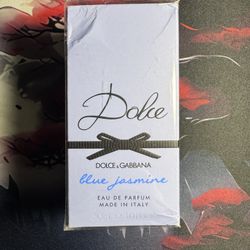 Dolce
DOLCE&GABBANA
blue jasmine
EAU DE PARFUM
MADE IN ITALY